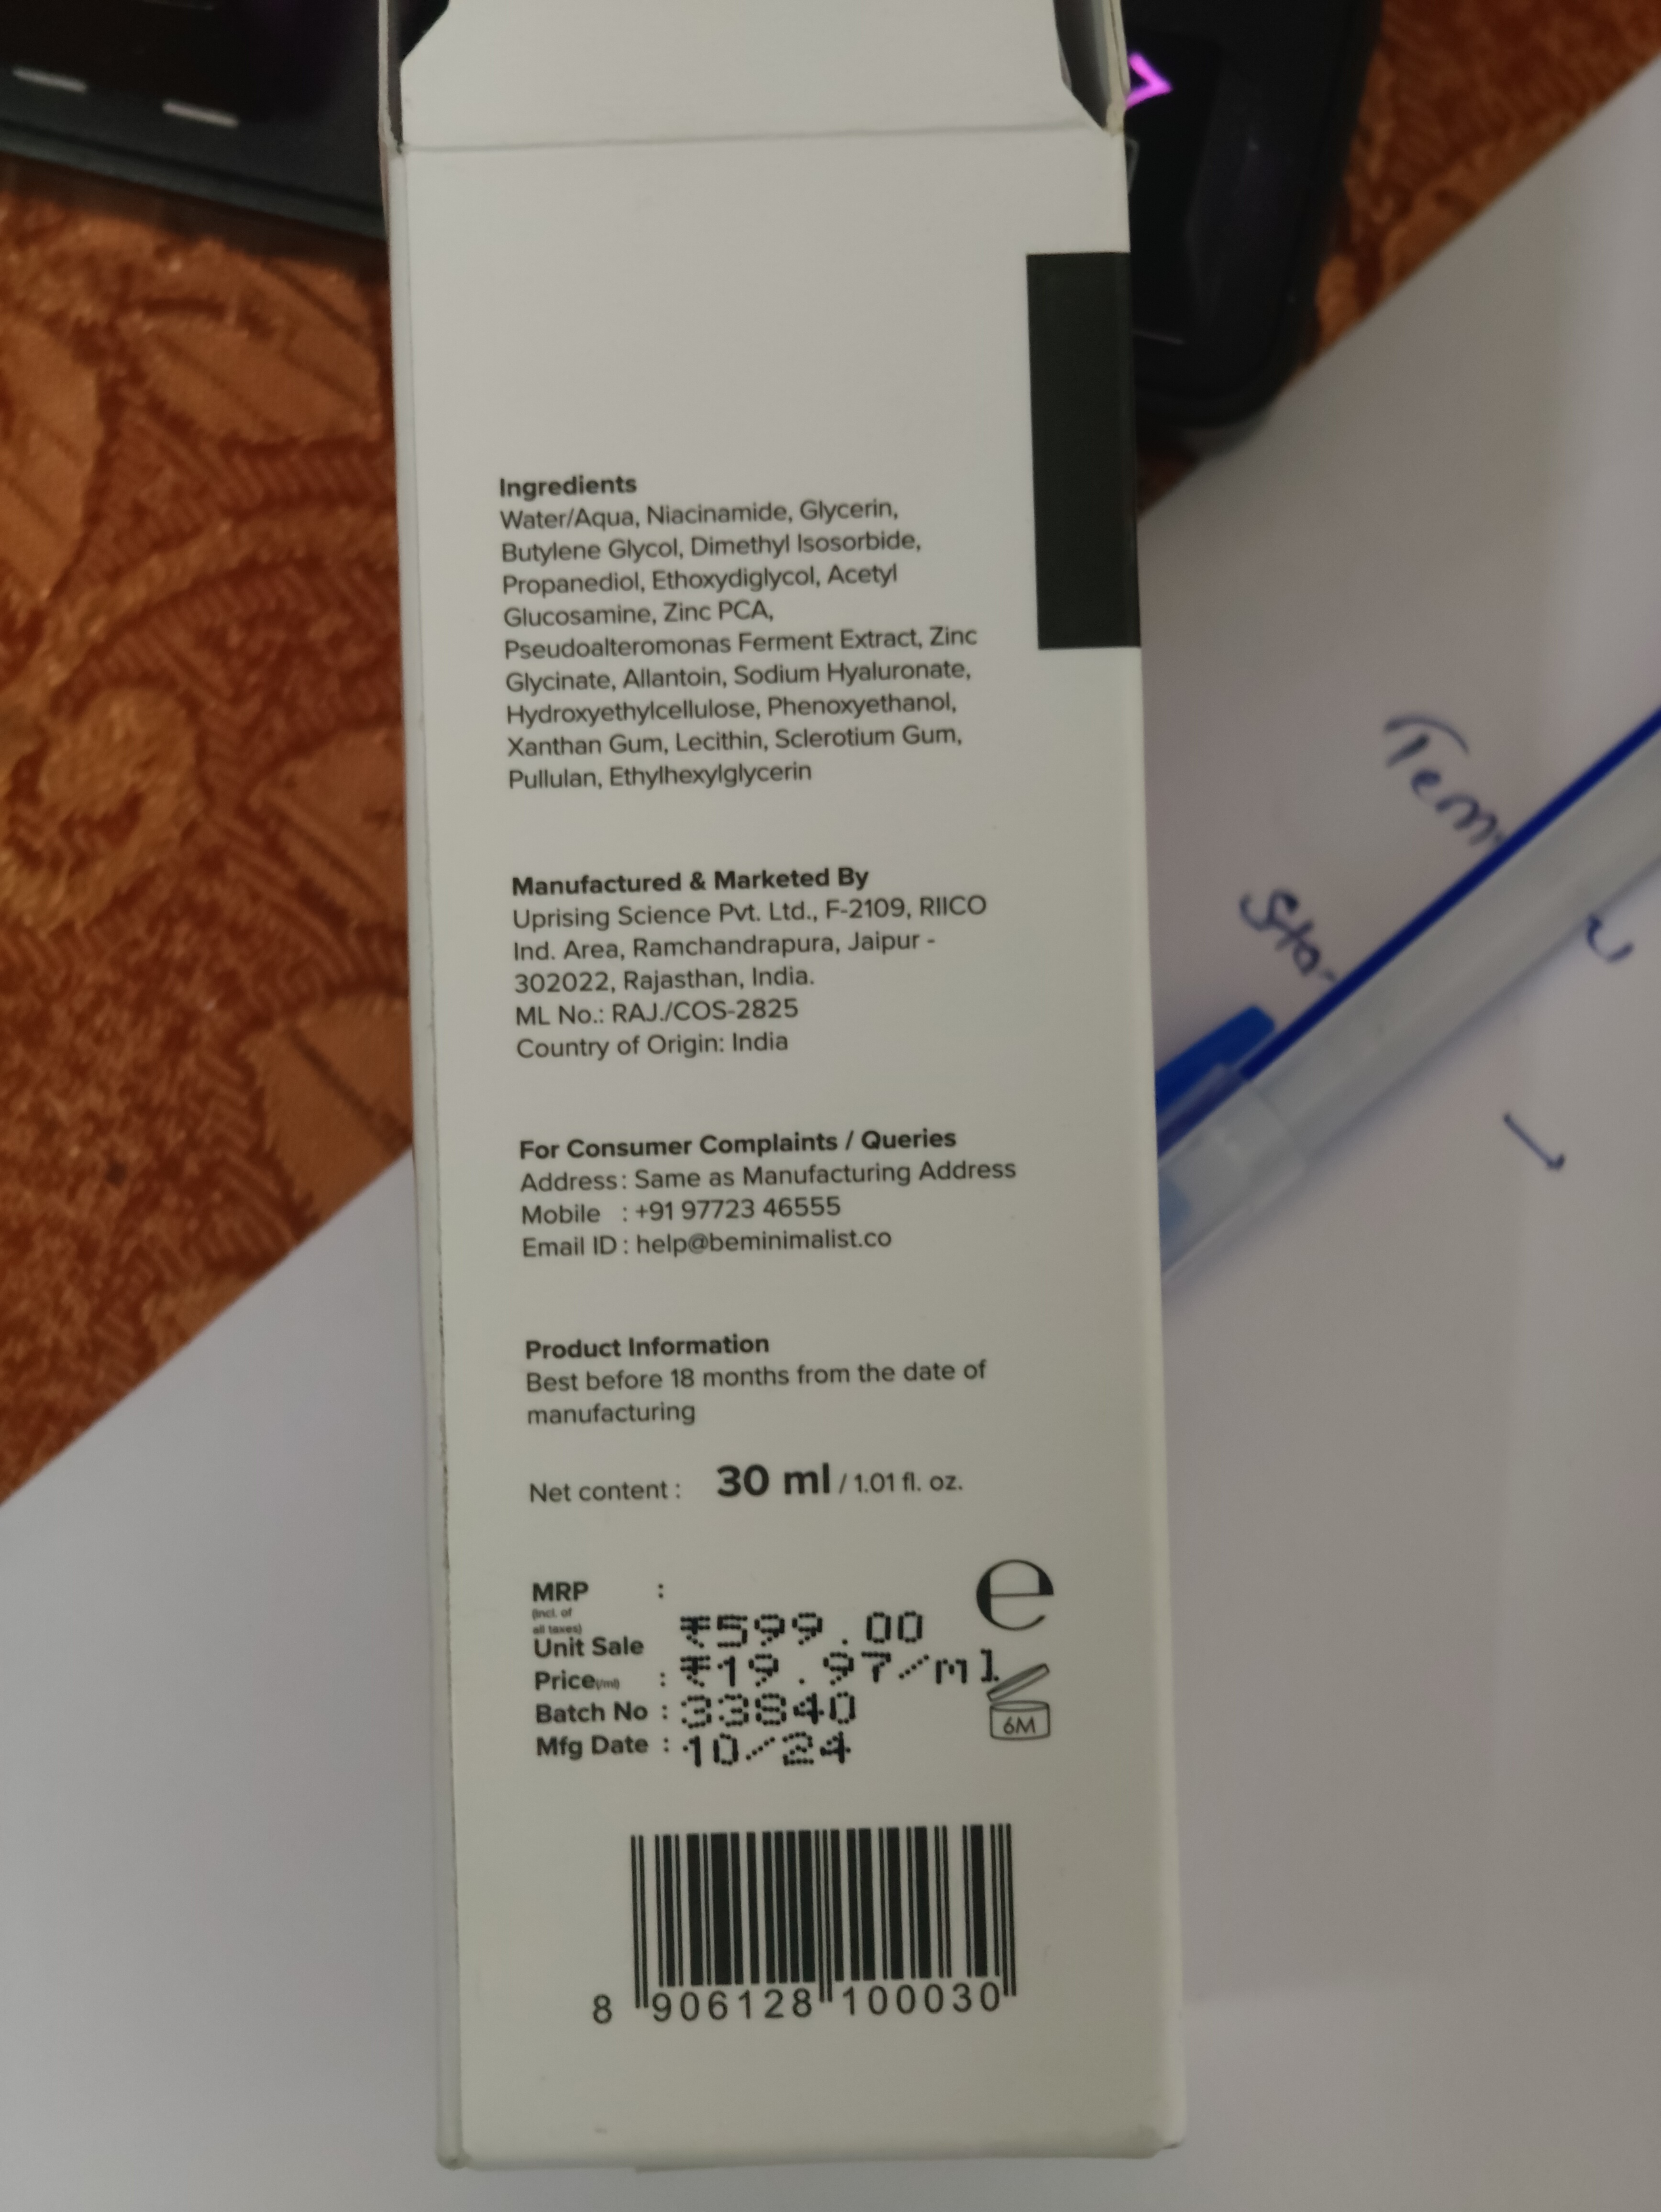 Ingredients
Water/Aqua, Niacinamide, Glycerin,
Butylene Glycol, Dimethyl Isosorbide,
Propanediol, Ethoxydiglycol, Acetyl
Glucosamine, Zinc PCA,
Pseudoalteromonas Ferment Extract, Zinc
Glycinate, Allantoin, Sodium Hyaluronate,
Hydroxyethylcellulose, Phenoxyethanol,
Xanthan Gum, Lecithin, Sclerotium Gum,
Pullulan, Ethylhexylglycerin
Manufactured & Marketed By
Uprising Science Pvt. Ltd., F-2109, RIICO
Ind. Area, Ramchandrapura, Jaipur -
302022, Rajasthan, India.
ML No.: RAJ./COS-2825
Country of Origin: India
For Consumer Complaints / Queries
Address : Same as Manufacturing Address
Mobile : +91 97723 46555
Email ID : help@beminimalist.co
Product Information
Best before 18 months from the date of
manufacturing
Net content : 30 ml / 1.01 fl. oz.
MRP :
(Incl. of
all taxes) ₹599.00
Unit Sale
Price(/ml) : ₹19.97/ml
Batch No : 33840
Mfg Date : 10/24
e
6M
8 906128 100030